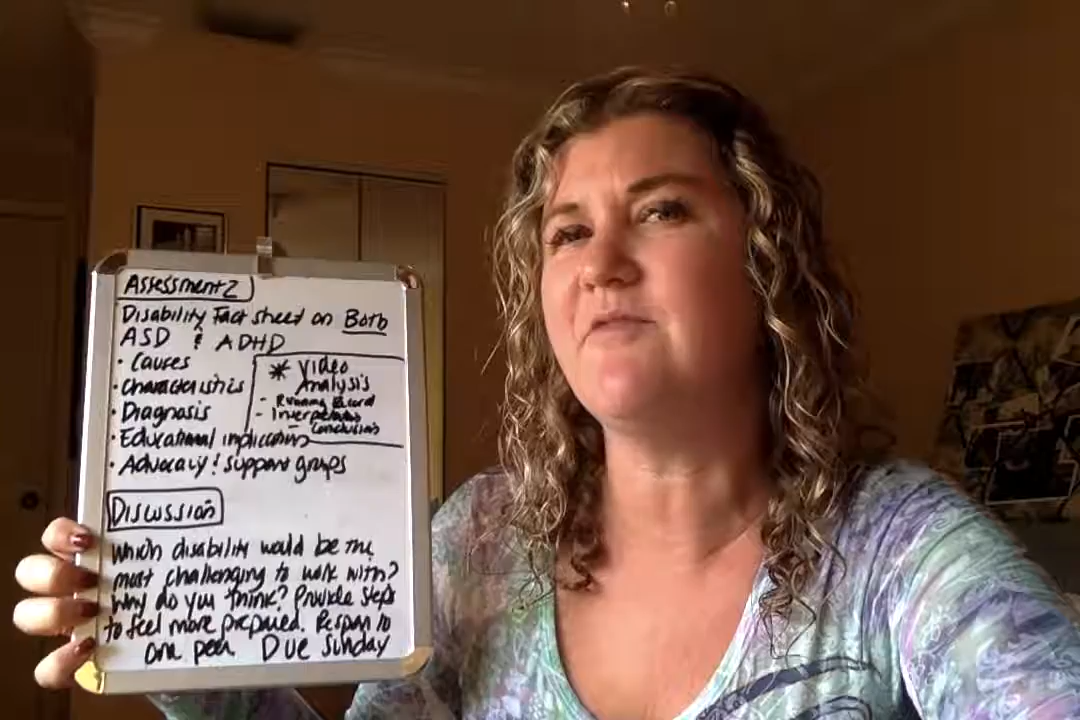 Assessment 2
Disability Fact sheet on Both
ASD & ADHD
• Causes
• Characteristics
• Diagnosis
• Educational implications
• Advocacy & support groups
* Video
Analysis
- Running Record
- Interpretations
- Conclusions
Discussion
Which disability would be the
most challenging to work with?
Why do you think? Provide steps
to feel more prepared. Respon to
one peer Due Sunday